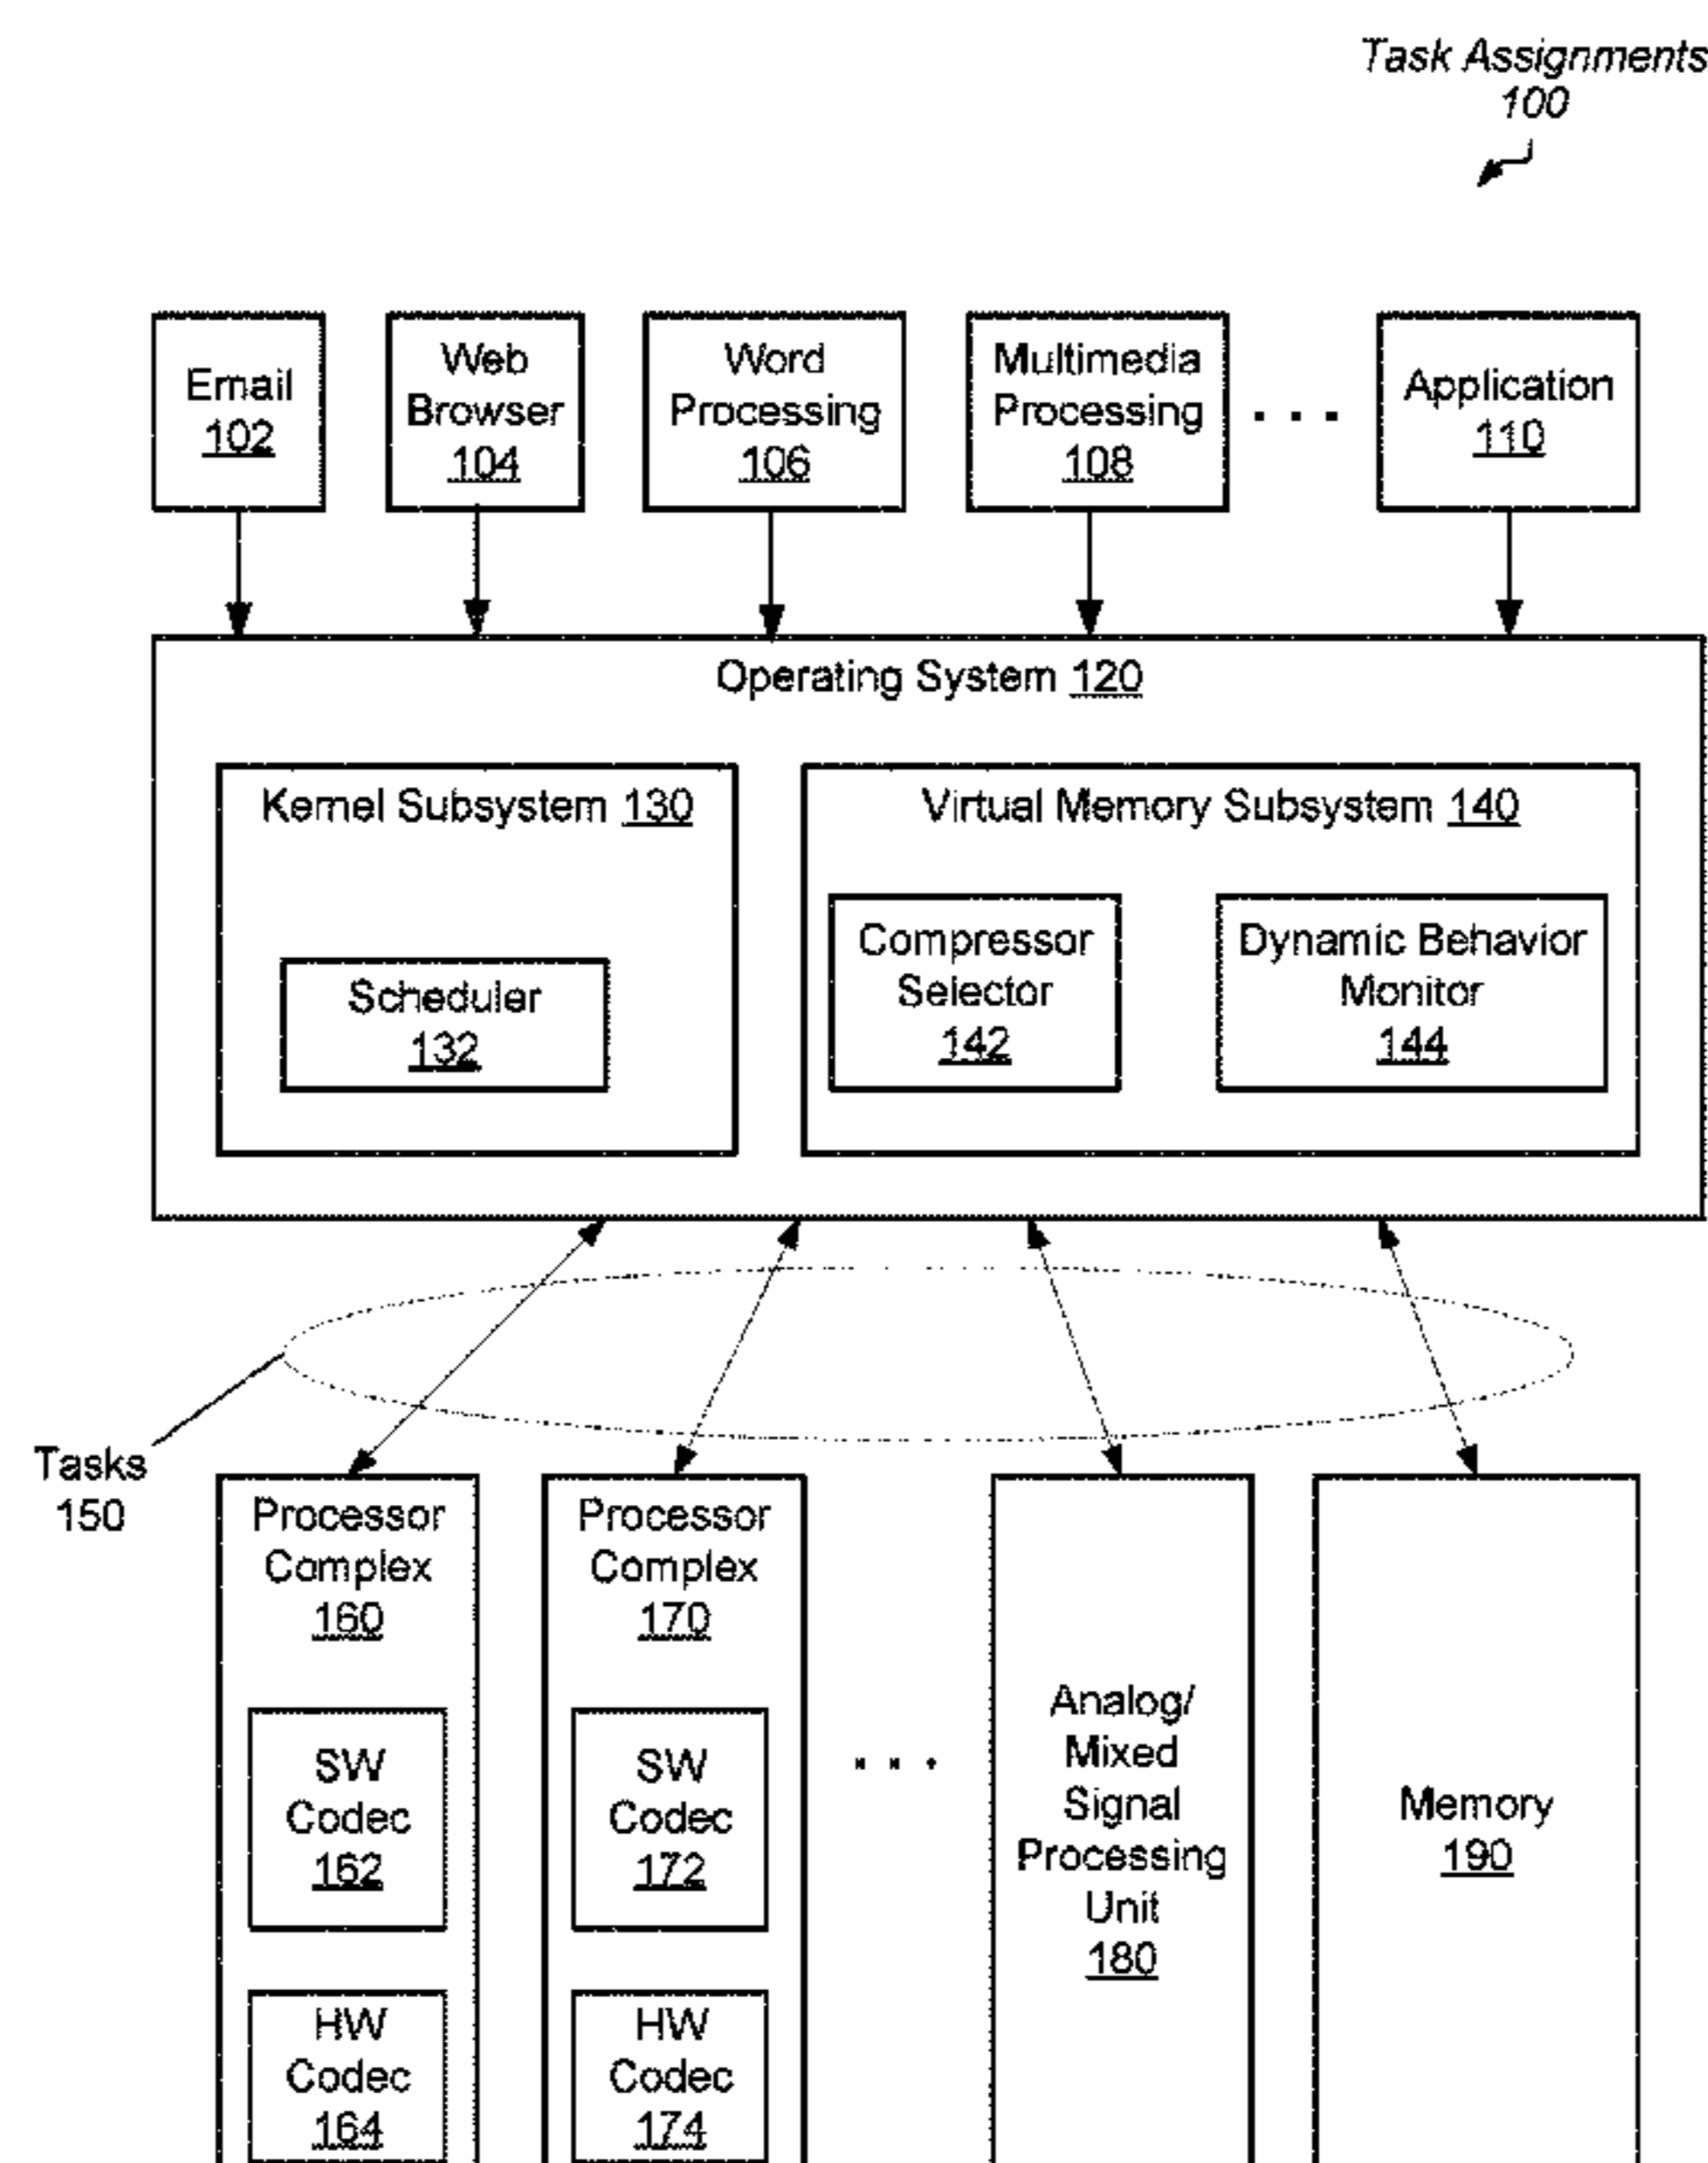 Task Assignments
100
Email
102
Web
Browser
104
Word
Processing
106
Multimedia
Processing
108
. . .
Application
110
Operating System 120
Kernel Subsystem 130
Scheduler
132
Virtual Memory Subsystem 140
Compressor
Selector
142
Dynamic Behavior
Monitor
144
Tasks
150
Processor
Complex
160
SW
Codec
162
HW
Codec
164
Processor
Complex
170
SW
Codec
172
HW
Codec
174
. . .
Analog/
Mixed
Signal
Processing
Unit
180
Memory
190